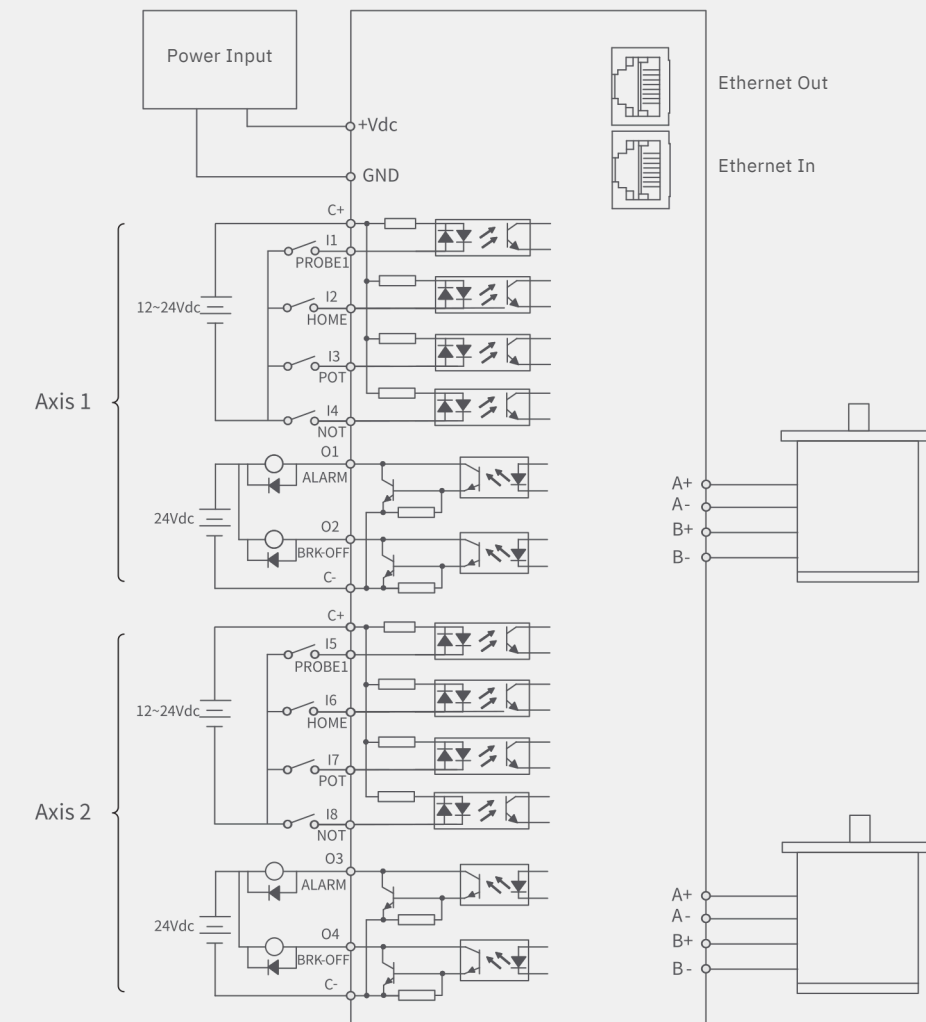 Power Input
Ethernet Out
+Vdc
Ethernet In
GND
C+
I1
PROBE1
I2
12~24Vdc
HOME
I3
POT
Axis 1
I4
NOT
O1
ALARM
24Vdc
O2
BRK-OFF
C-
A+
A-
B+
B-
C+
I5
PROBE1
I6
12~24Vdc
HOME
I7
POT
Axis 2
I8
NOT
O3
ALARM
24Vdc
O4
BRK-OFF
C-
A+
A-
B+
B-